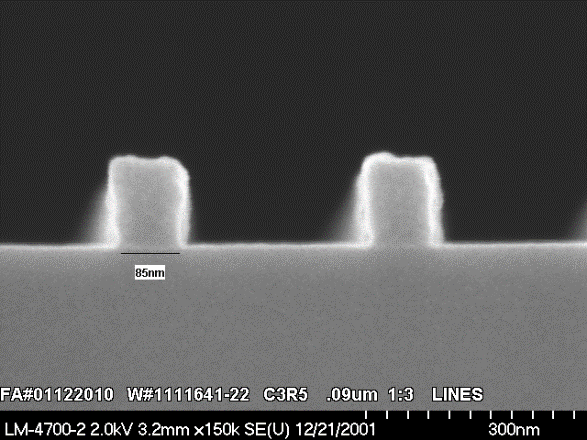 85nm
FA#01122010 W#1111641-22 C3R5 .09um 1:3 LINES
LM-4700-2 2.0kV 3.2mm x150k SE(U) 12/21/2001 300nm